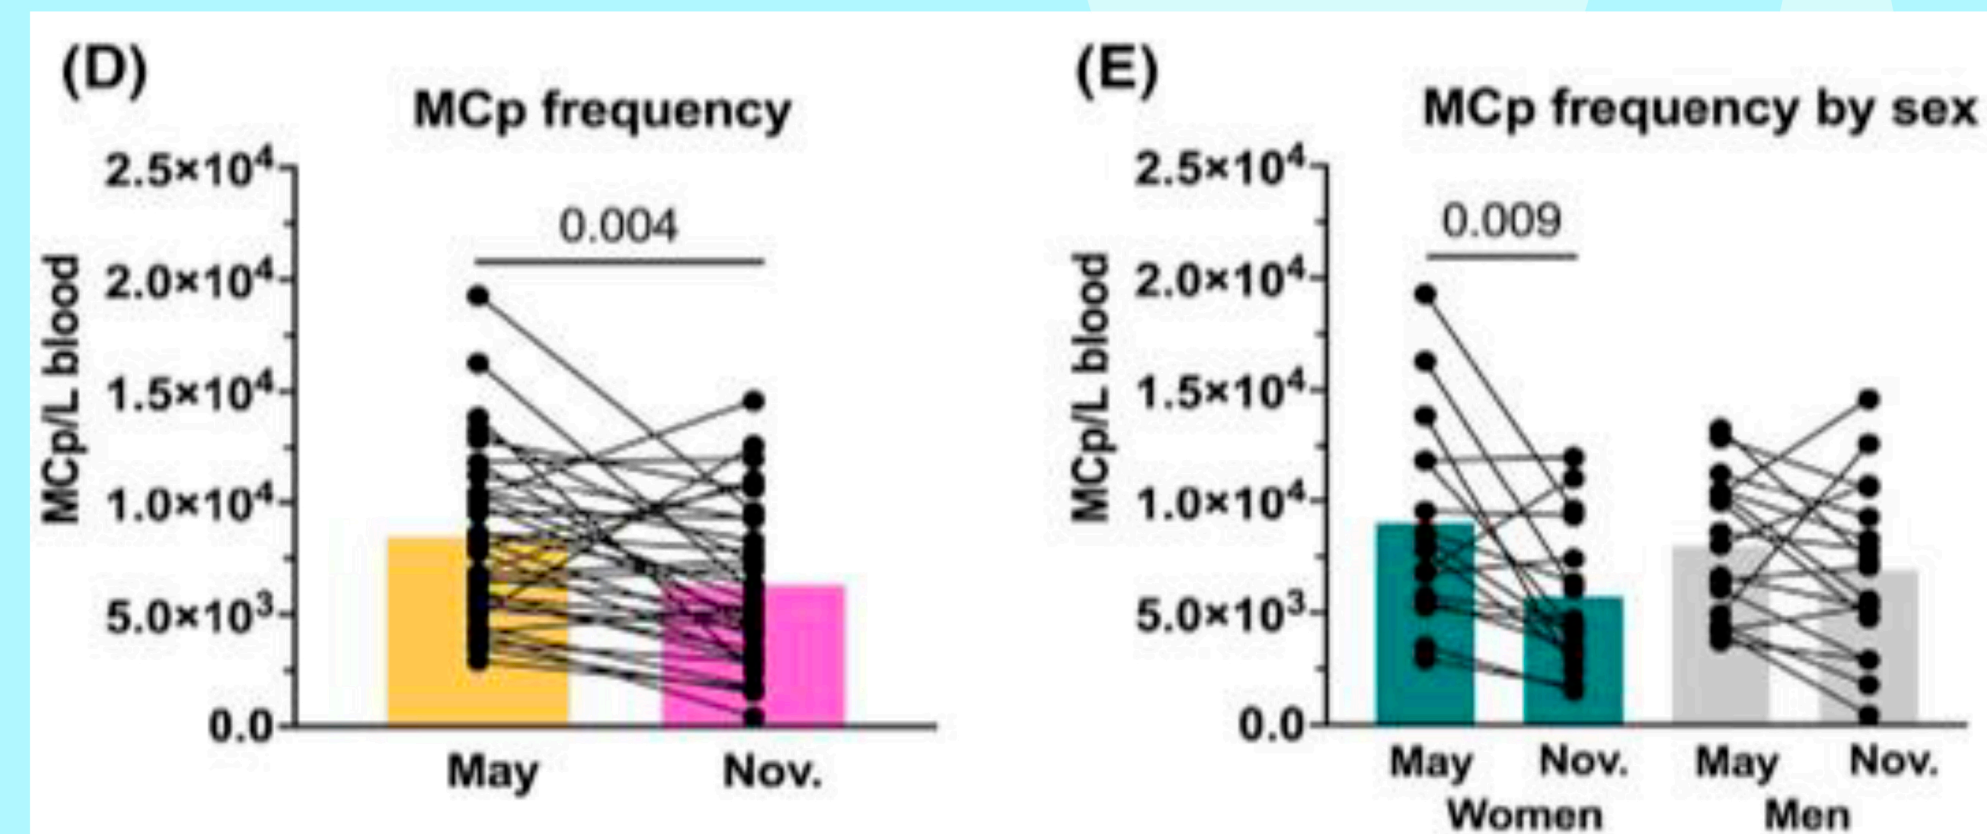 (D)
MCp frequency
MCp/L blood
2.5×10⁴
2.0×10⁴
1.5×10⁴
1.0×10⁴
5.0×10³
0.0
0.004
May
Nov.
(E)
MCp frequency by sex
MCp/L blood
2.5×10⁴
2.0×10⁴
1.5×10⁴
1.0×10⁴
5.0×10³
0.0
0.009
May Nov. May Nov.
Women Men